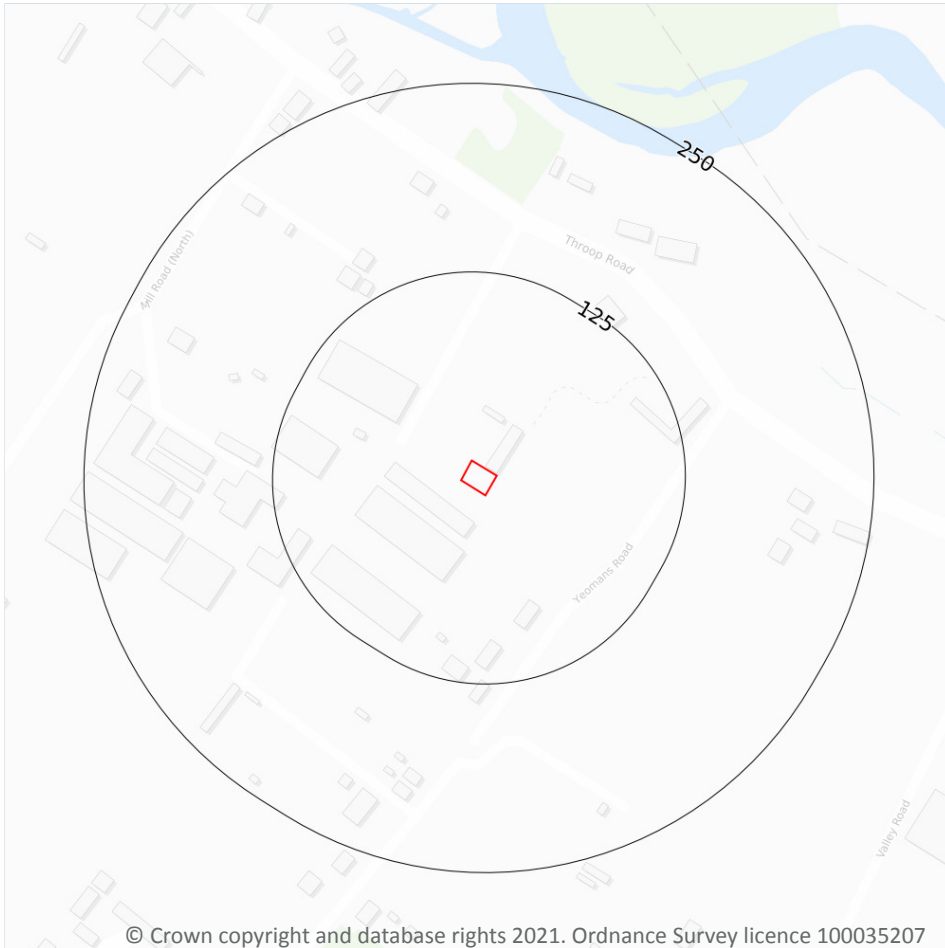 250
Throop Road
Mill Road (North)
125
Yeomans Road
Valley Road
© Crown copyright and database rights 2021. Ordnance Survey licence 100035207